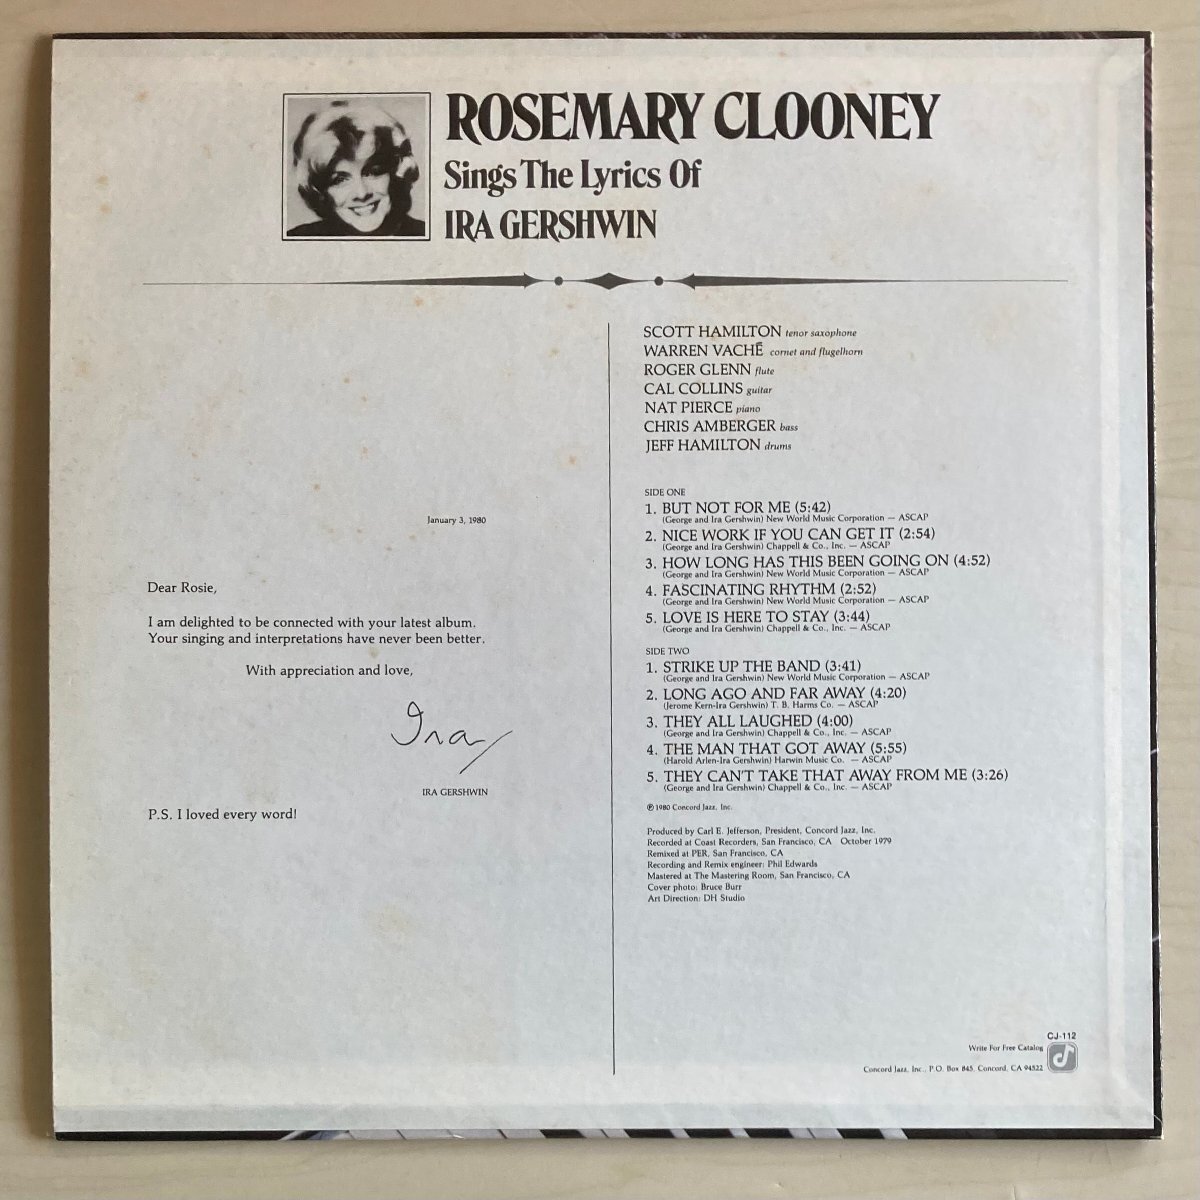 ROSEMARY CLOONEY
Sings The Lyrics Of
IRA GERSHWIN
January 3, 1980
Dear Rosie,
I am delighted to be connected with your latest album.
Your singing and interpretations have never been better.
With appreciation and love,
Ira
IRA GERSHWIN
P.S. I loved every word!
SCOTT HAMILTON tenor saxophone
WARREN VACHÉ cornet and flugelhorn
ROGER GLENN flute
CAL COLLINS guitar
NAT PIERCE piano
CHRIS AMBERGER bass
JEFF HAMILTON drums
SIDE ONE
1. BUT NOT FOR ME (5:42)
(George and Ira Gershwin) New World Music Corporation — ASCAP
2. NICE WORK IF YOU CAN GET IT (2:54)
(George and Ira Gershwin) Chappell & Co., Inc. — ASCAP
3. HOW LONG HAS THIS BEEN GOING ON (4:52)
(George and Ira Gershwin) New World Music Corporation — ASCAP
4. FASCINATING RHYTHM (2:52)
(George and Ira Gershwin) New World Music Corporation — ASCAP
5. LOVE IS HERE TO STAY (3:44)
(George and Ira Gershwin) Chappell & Co., Inc. — ASCAP
SIDE TWO
1. STRIKE UP THE BAND (3:41)
(George and Ira Gershwin) New World Music Corporation — ASCAP
2. LONG AGO AND FAR AWAY (4:20)
(Jerome Kern-Ira Gershwin) T. B. Harms Co. — ASCAP
3. THEY ALL LAUGHED (4:00)
(George and Ira Gershwin) Chappell & Co., Inc. — ASCAP
4. THE MAN THAT GOT AWAY (5:55)
(Harold Arlen-Ira Gershwin) Harwin Music Co. — ASCAP
5. THEY CAN'T TAKE THAT AWAY FROM ME (3:26)
(George and Ira Gershwin) Chappell & Co., Inc. — ASCAP
℗ 1980 Concord Jazz, Inc.
Produced by Carl E. Jefferson, President, Concord Jazz, Inc.
Recorded at Coast Recorders, San Francisco, CA October 1979
Remixed at PER, San Francisco, CA
Recording and Remix engineer: Phil Edwards
Mastered at The Mastering Room, San Francisco, CA
Cover photo: Bruce Burr
Art Direction: DH Studio
CJ-112
Write For Free Catalog
Concord Jazz, Inc., P.O. Box 845, Concord, CA 94522